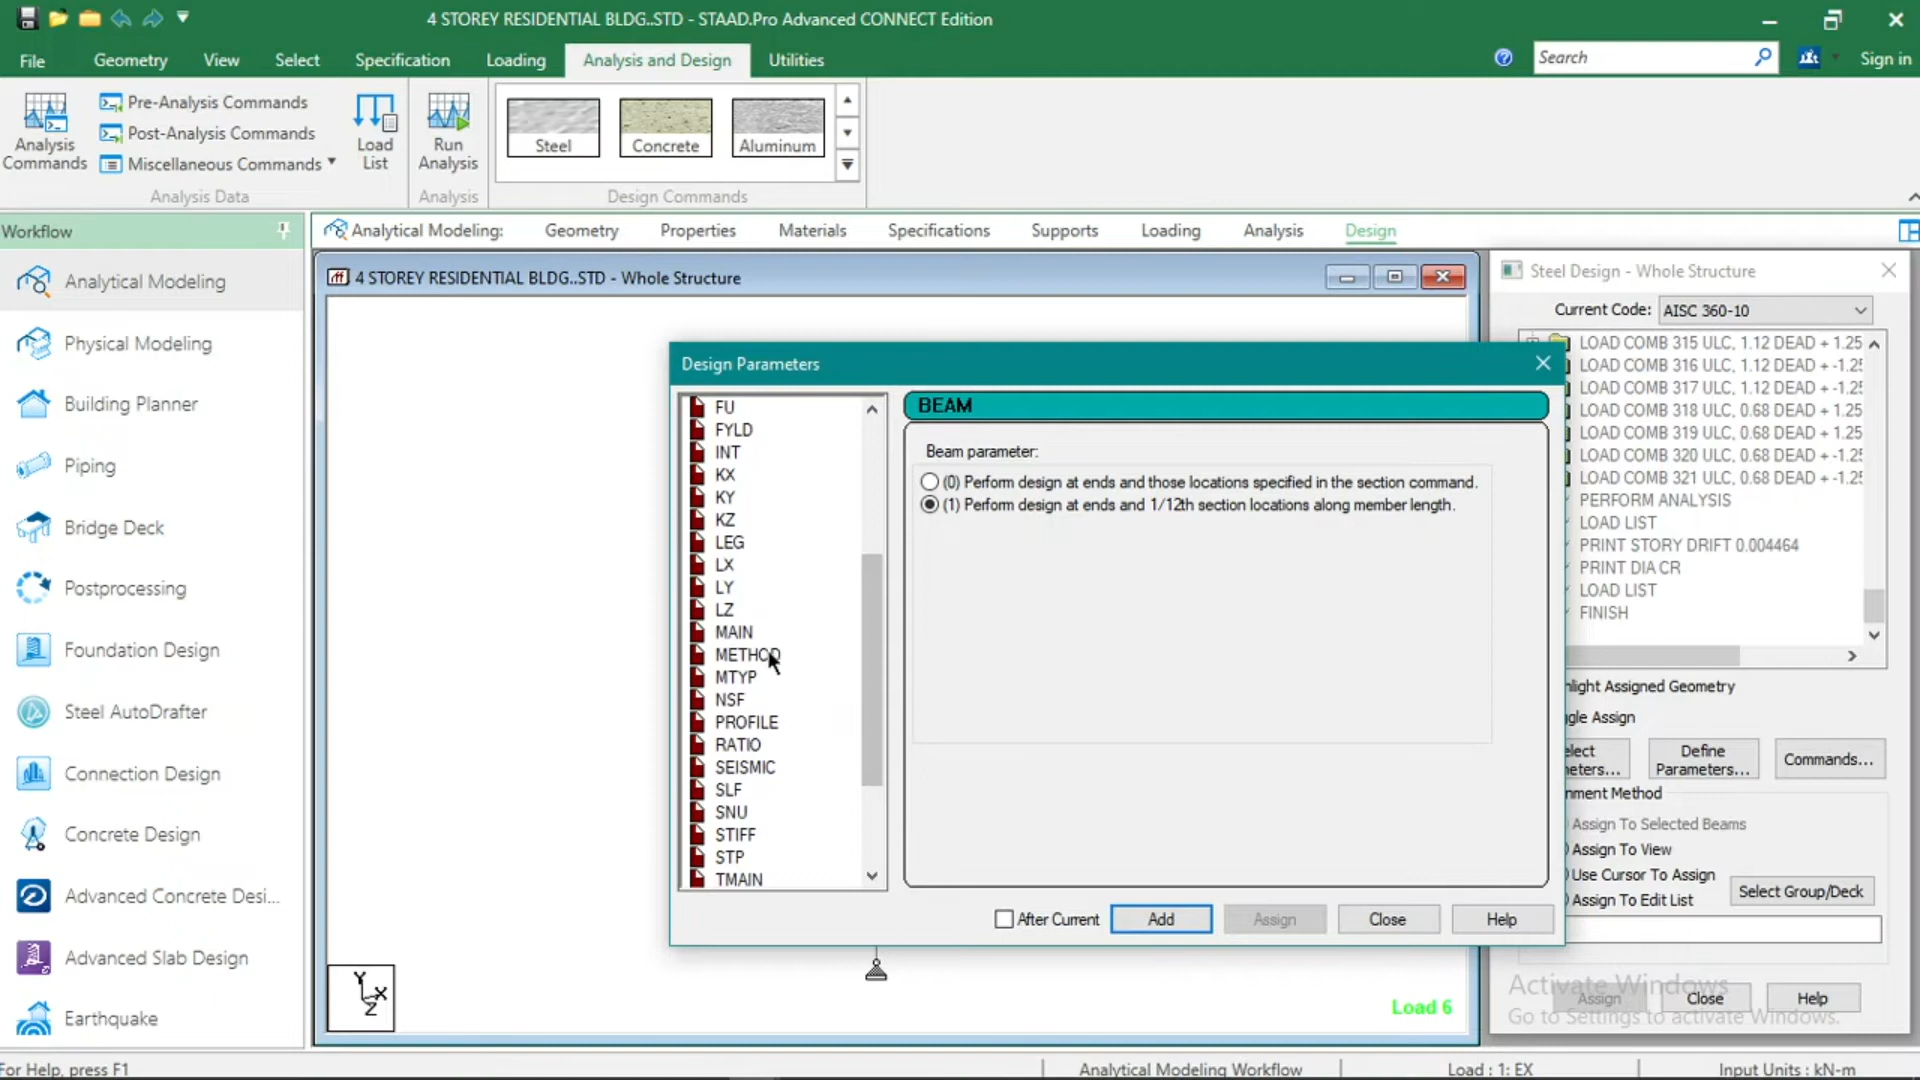 4 STOREY RESIDENTIAL BLDG..STD - STAAD.Pro Advanced CONNECT Edition
File
Geometry
View
Select
Specification
Loading
Analysis and Design
Utilities
Search
Sign in
Analysis Commands
Pre-Analysis Commands
Post-Analysis Commands
Miscellaneous Commands
Load List
Run Analysis
Steel
Concrete
Aluminum
Analysis Data
Analysis
Design Commands
Workflow
Analytical Modeling
Physical Modeling
Building Planner
Piping
Bridge Deck
Postprocessing
Foundation Design
Steel AutoDrafter
Connection Design
Concrete Design
Advanced Concrete Desi...
Advanced Slab Design
Earthquake
Analytical Modeling:
Geometry
Properties
Materials
Specifications
Supports
Loading
Analysis
Design
4 STOREY RESIDENTIAL BLDG..STD - Whole Structure
Design Parameters
FU
FYLD
INT
KX
KY
KZ
LEG
LX
LY
LZ
MAIN
METHOD
MTYP
NSF
PROFILE
RATIO
SEISMIC
SLF
SNU
STIFF
STP
TMAIN
BEAM
Beam parameter:
(0) Perform design at ends and those locations specified in the section command.
(1) Perform design at ends and 1/12th section locations along member length.
After Current
Add
Assign
Close
Help
Y
X
Z
Load 6
Steel Design - Whole Structure
Current Code: AISC 360-10
LOAD COMB 315 ULC, 1.12 DEAD + 1.25
LOAD COMB 316 ULC, 1.12 DEAD + -1.25
LOAD COMB 317 ULC, 1.12 DEAD + -1.25
LOAD COMB 318 ULC, 0.68 DEAD + 1.25
LOAD COMB 319 ULC, 0.68 DEAD + 1.25
LOAD COMB 320 ULC, 0.68 DEAD + -1.25
LOAD COMB 321 ULC, 0.68 DEAD + -1.25
PERFORM ANALYSIS
LOAD LIST
PRINT STORY DRIFT 0.004464
PRINT DIA CR
LOAD LIST
FINISH
light Assigned Geometry
gle Assign
lect
eters...
Define Parameters...
Commands...
nment Method
Assign To Selected Beams
Assign To View
Use Cursor To Assign
Assign To Edit List
Select Group/Deck
Assign
Close
Help
Activate Windows
Go to Settings to activate Windows.
For Help, press F1
Analytical Modeling Workflow
Load : 1: EX
Input Units : kN-m